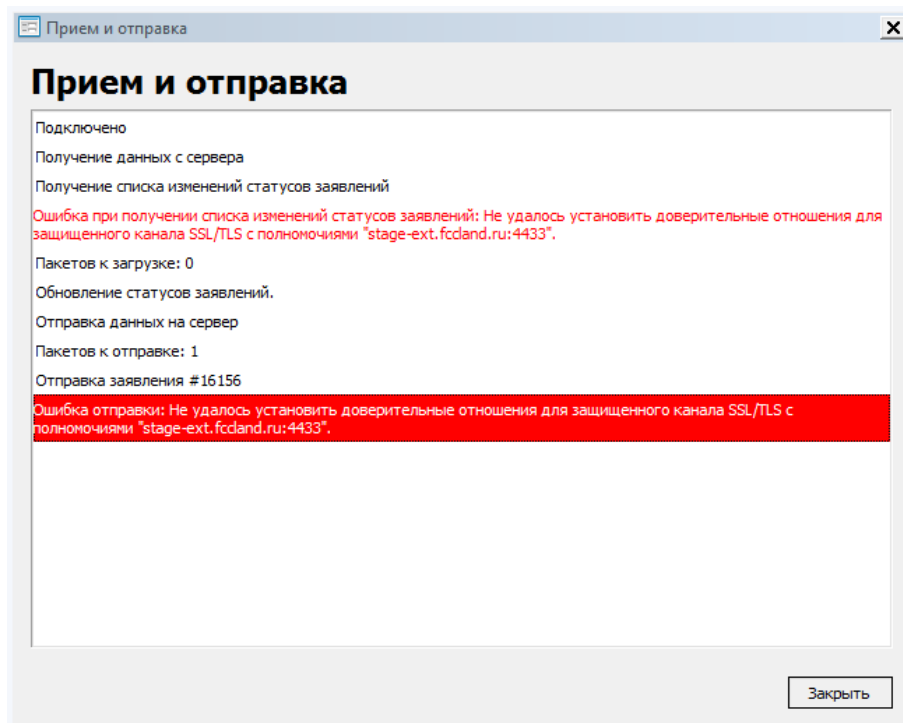 Прием и отправка
Прием и отправка
Подключено
Получение данных с сервера
Получение списка изменений статусов заявлений
Ошибка при получении списка изменений статусов заявлений: Не удалось установить доверительные отношения для
защищенного канала SSL/TLS с полномочиями "stage-ext.fccland.ru:4433".
Пакетов к загрузке: 0
Обновление статусов заявлений.
Отправка данных на сервер
Пакетов к отправке: 1
Отправка заявления #16156
Ошибка отправки: Не удалось установить доверительные отношения для защищенного канала SSL/TLS с
полномочиями "stage-ext.fccland.ru:4433".
Закрыть